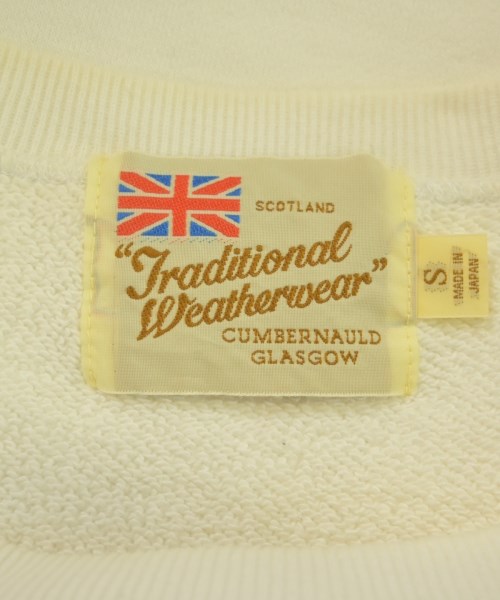 SCOTLAND
"Traditional
Weatherwear"
CUMBERNAULD
GLASGOW
S
MADE IN
JAPAN